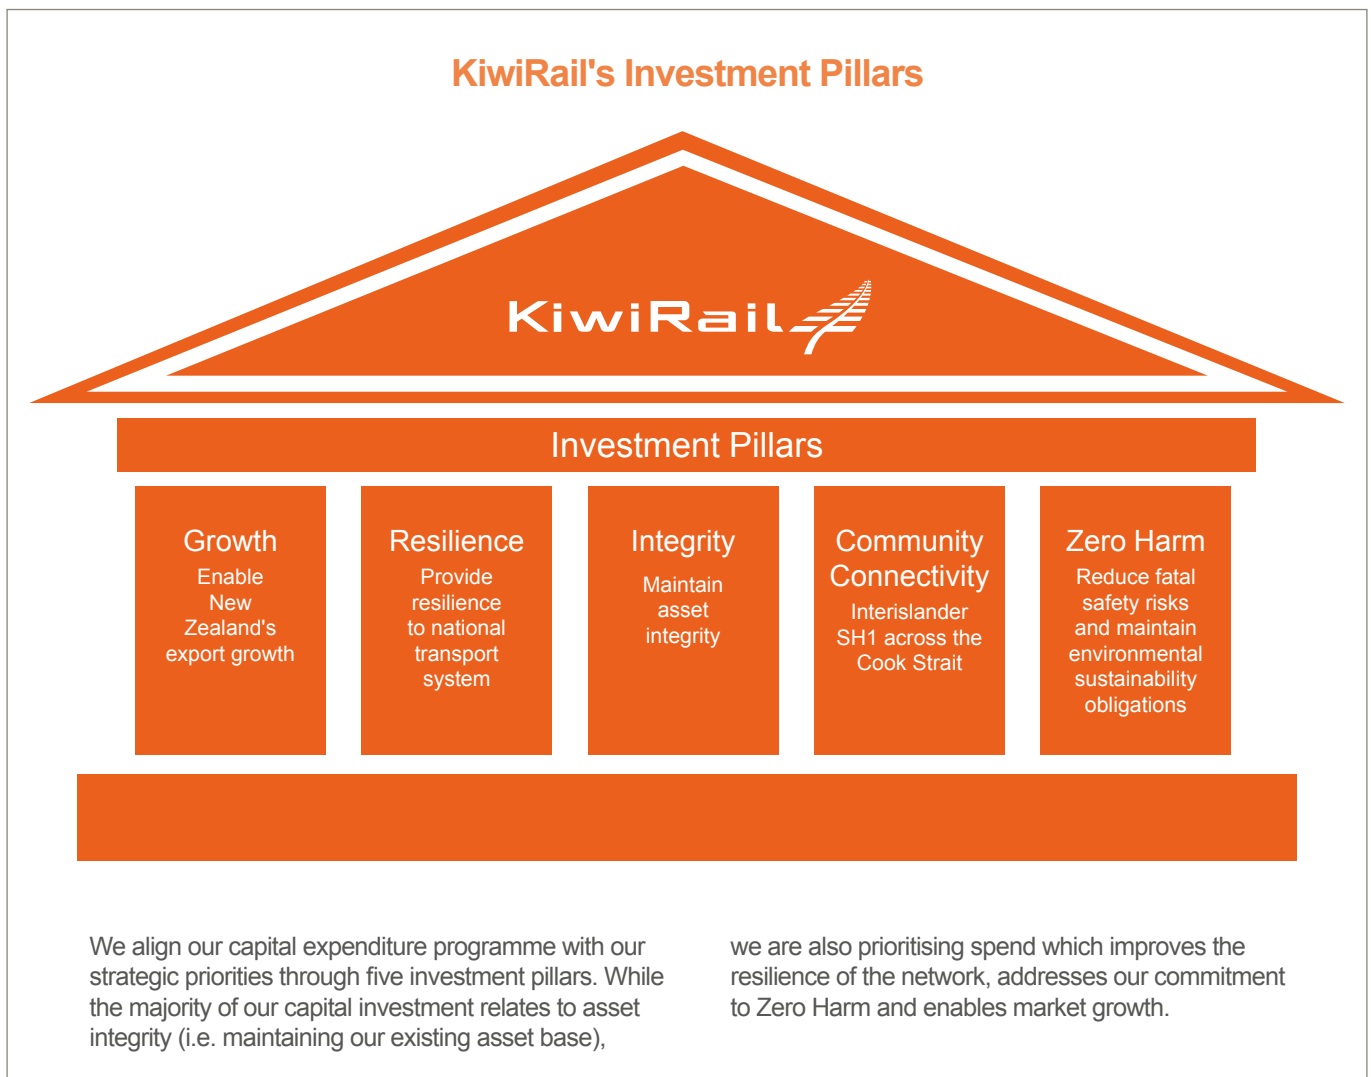 KiwiRail's Investment Pillars
KiwiRail
Investment Pillars
Growth
Enable
New
Zealand's
export growth
Resilience
Provide
resilience
to national
transport
system
Integrity
Maintain
asset
integrity
Community
Connectivity
Interislander
SH1 across the
Cook Strait
Zero Harm
Reduce fatal
safety risks
and maintain
environmental
sustainability
obligations
We align our capital expenditure programme with our
strategic priorities through five investment pillars. While
the majority of our capital investment relates to asset
integrity (i.e. maintaining our existing asset base),
we are also prioritising spend which improves the
resilience of the network, addresses our commitment
to Zero Harm and enables market growth.